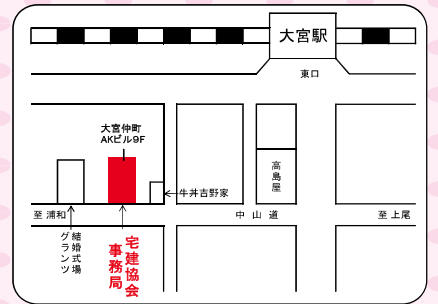 大宮駅
東口
大宮仲町
AKビル9F
高島屋
牛丼吉野家
至 浦和
中山道
至 上尾
結婚式場
グランツ
宅建協会
事務局